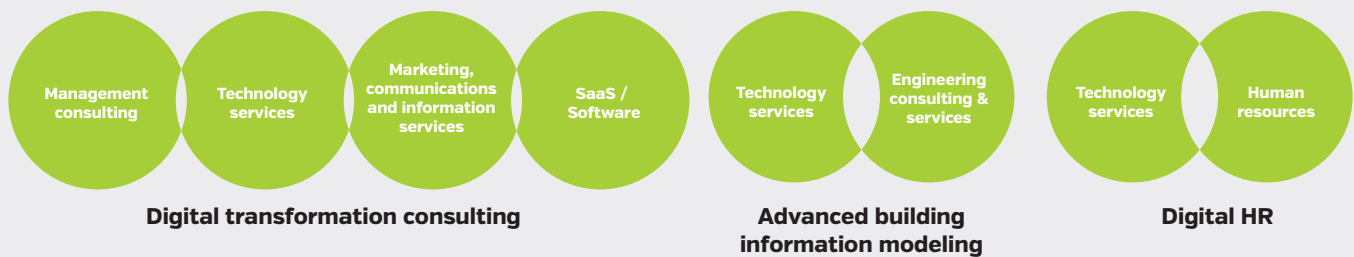 Management
consulting
Technology
services
Marketing,
communications
and information
services
SaaS /
Software
Digital transformation consulting
Technology
services
Engineering
consulting &
services
Advanced building
information modeling
Technology
services
Human
resources
Digital HR